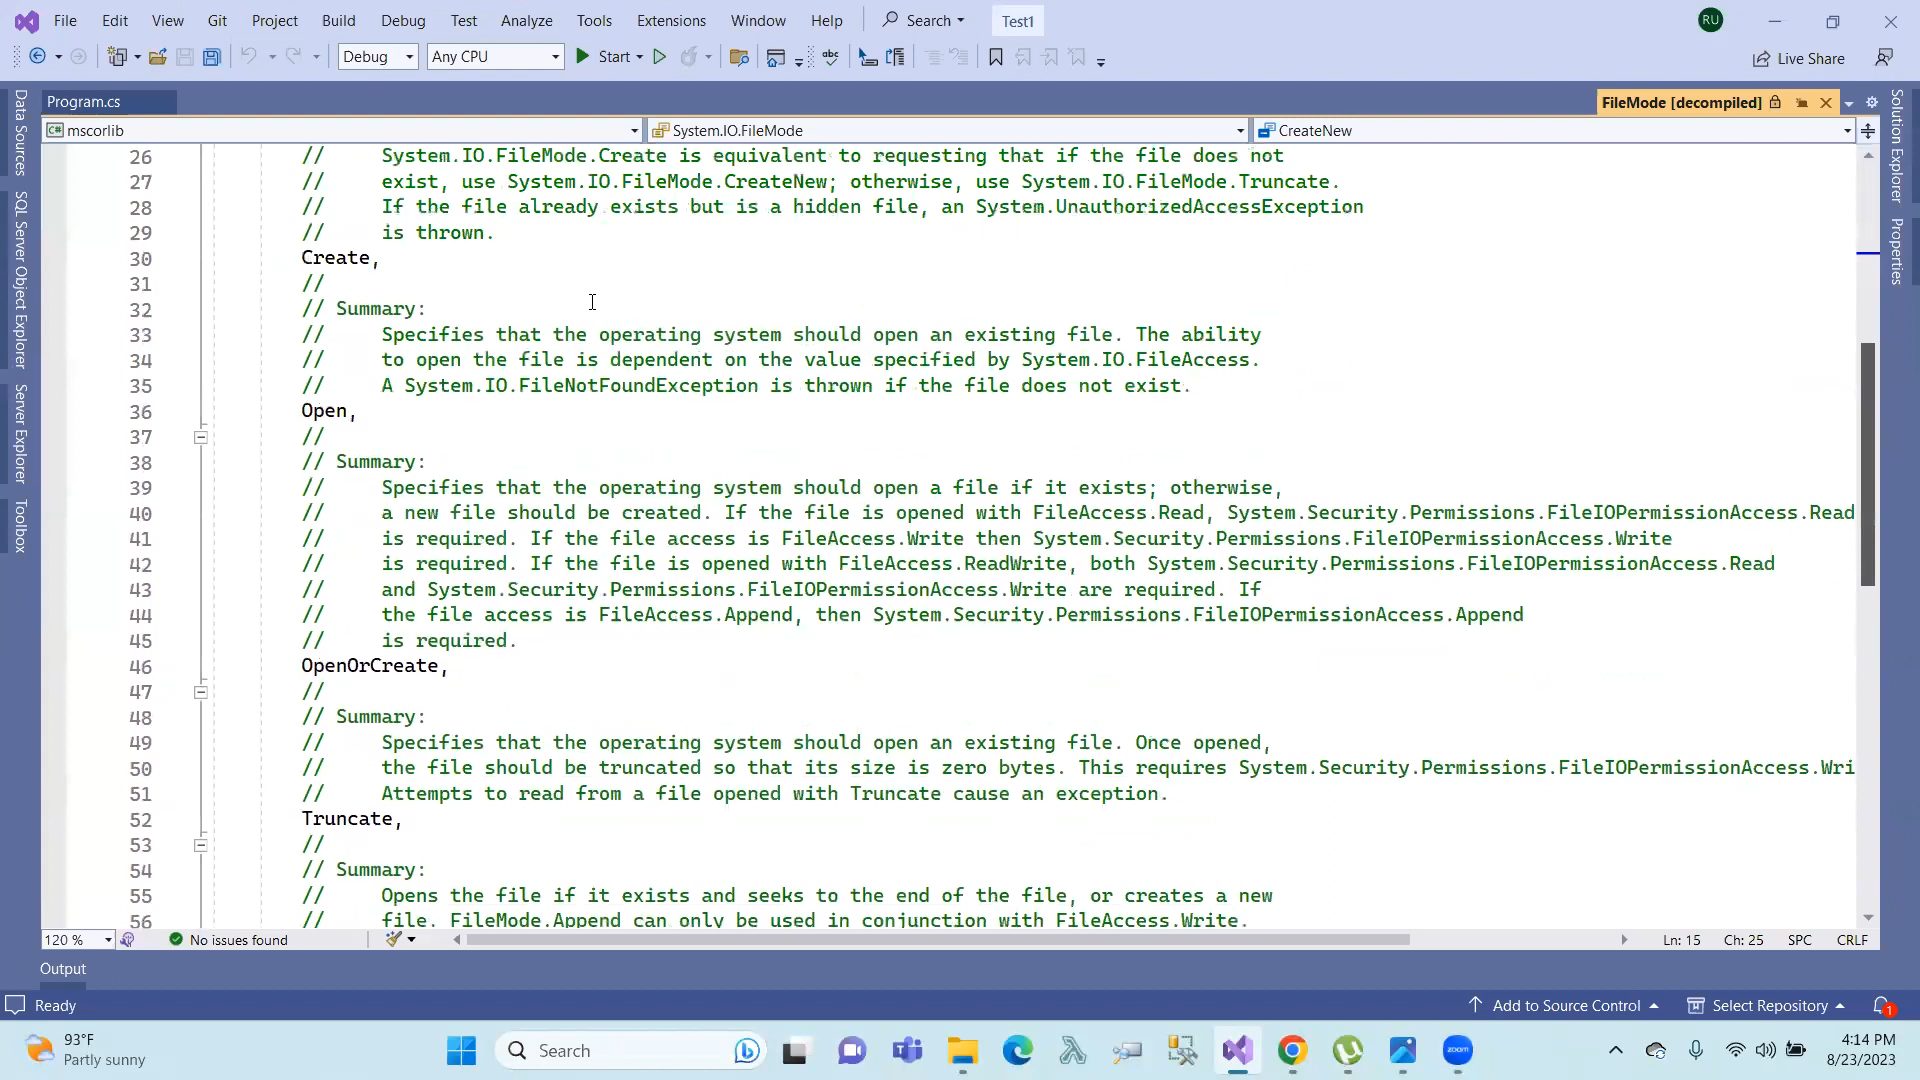 File Edit View Git Project Build Debug Test Analyze Tools Extensions Window Help Search Test1 RU
Debug Any CPU Start Live Share
Program.cs FileMode [decompiled]
mscorlib System.IO.FileMode CreateNew
Data Sources
SQL Server Object Explorer
Server Explorer
Toolbox
26 // System.IO.FileMode.Create is equivalent to requesting that if the file does not
27 // exist, use System.IO.FileMode.CreateNew; otherwise, use System.IO.FileMode.Truncate.
28 // If the file already exists but is a hidden file, an System.UnauthorizedAccessException
29 // is thrown.
30 Create,
31 //
32 // Summary:
33 // Specifies that the operating system should open an existing file. The ability
34 // to open the file is dependent on the value specified by System.IO.FileAccess.
35 // A System.IO.FileNotFoundException is thrown if the file does not exist.
36 Open,
37 //
38 // Summary:
39 // Specifies that the operating system should open a file if it exists; otherwise,
40 // a new file should be created. If the file is opened with FileAccess.Read, System.Security.Permissions.FileIOPermissionAccess.Read
41 // is required. If the file access is FileAccess.Write then System.Security.Permissions.FileIOPermissionAccess.Write
42 // is required. If the file is opened with FileAccess.ReadWrite, both System.Security.Permissions.FileIOPermissionAccess.Read
43 // and System.Security.Permissions.FileIOPermissionAccess.Write are required. If
44 // the file access is FileAccess.Append, then System.Security.Permissions.FileIOPermissionAccess.Append
45 // is required.
46 OpenOrCreate,
47 //
48 // Summary:
49 // Specifies that the operating system should open an existing file. Once opened,
50 // the file should be truncated so that its size is zero bytes. This requires System.Security.Permissions.FileIOPermissionAccess.Wri
51 // Attempts to read from a file opened with Truncate cause an exception.
52 Truncate,
53 //
54 // Summary:
55 // Opens the file if it exists and seeks to the end of the file, or creates a new
56 // file. FileMode.Append can only be used in conjunction with FileAccess.Write.
Solution Explorer
Properties
120 % No issues found Ln: 15 Ch: 25 SPC CRLF
Output
Ready Add to Source Control Select Repository 1
93°F
Partly sunny
Search
zoom
4:14 PM
8/23/2023